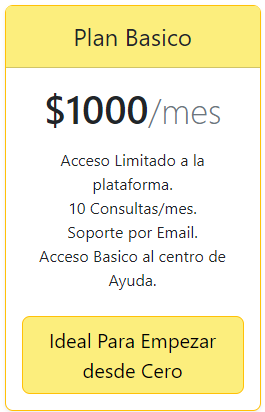 Plan Basico
$1000/mes
Acceso Limitado a la
plataforma.
10 Consultas/mes.
Soporte por Email.
Acceso Basico al centro de
Ayuda.
Ideal Para Empezar
desde Cero